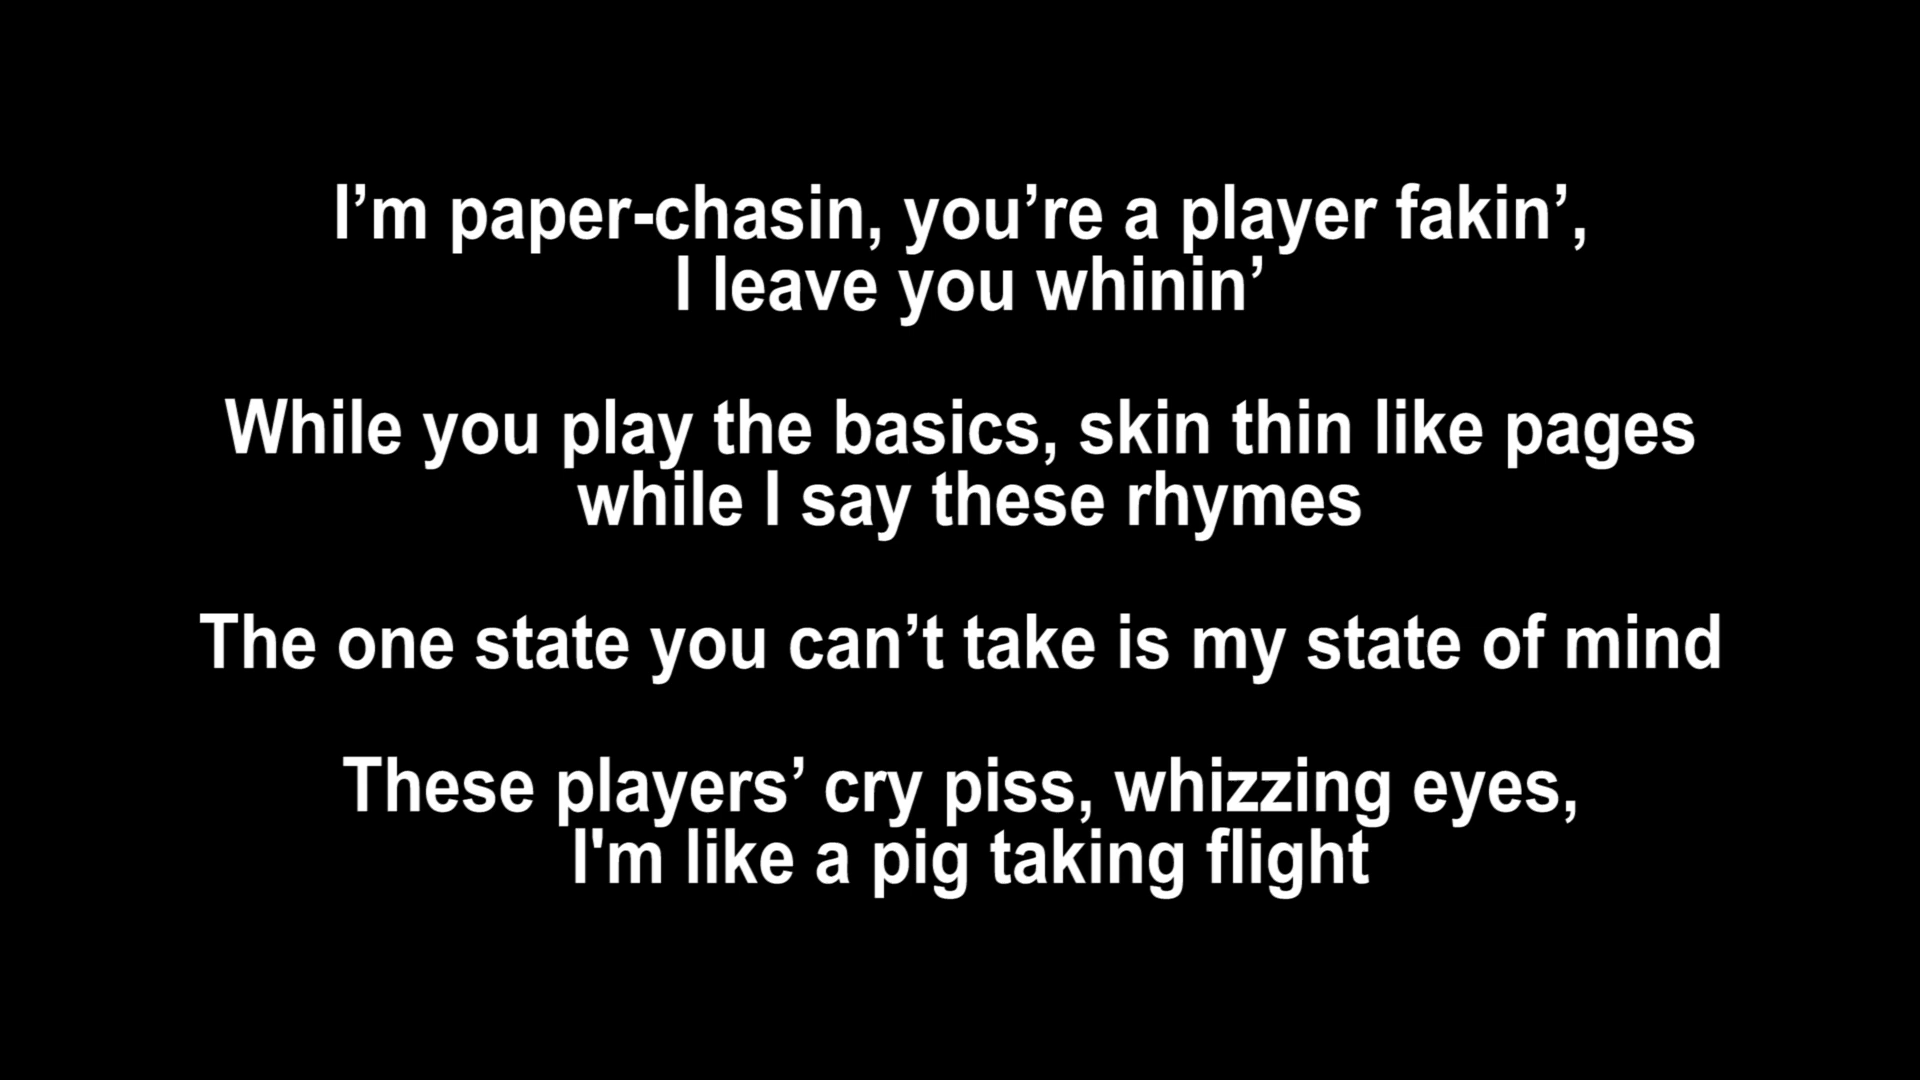 I’m paper-chasin, you’re a player fakin’,
I leave you whinin’
While you play the basics, skin thin like pages
while I say these rhymes
The one state you can’t take is my state of mind
These players’ cry piss, whizzing eyes,
I'm like a pig taking flight